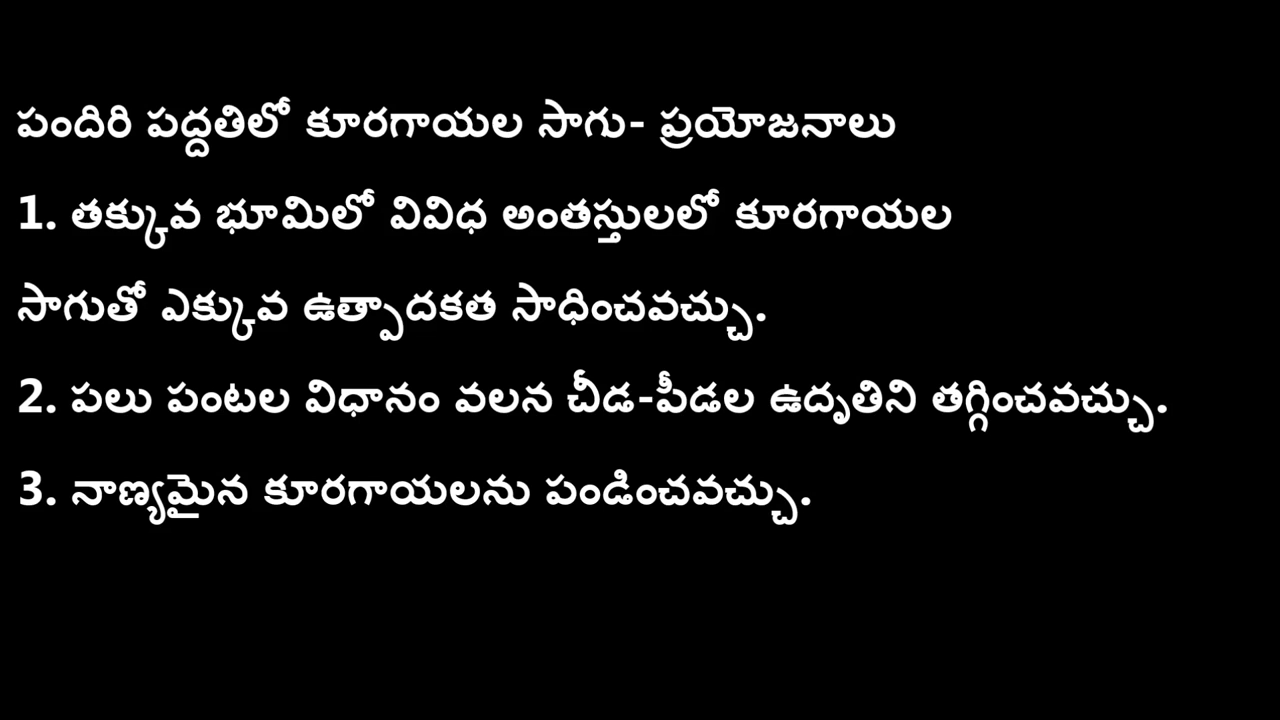 పందిరి పద్దతిలో కూరగాయల సాగు- ప్రయోజనాలు
1. తక్కువ భూమిలో వివిధ అంతస్తులలో కూరగాయల
సాగుతో ఎక్కువ ఉత్పాదకత సాధించవచ్చు.
2. పలు పంటల విధానం వలన చీడ-పీడల ఉదృతిని తగ్గించవచ్చు.
3. నాణ్యమైన కూరగాయలను పండించవచ్చు.